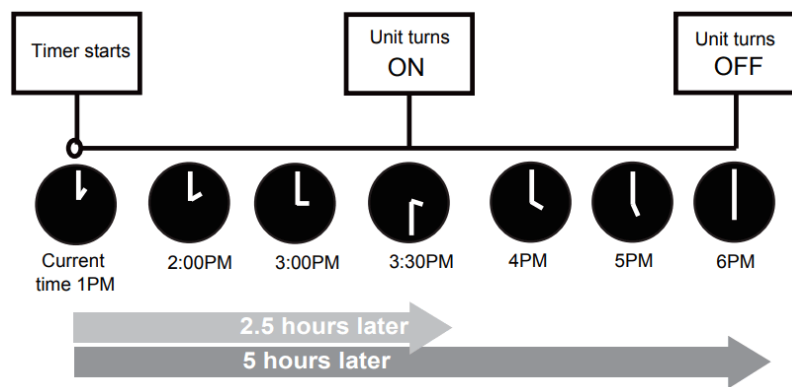 Timer starts
Unit turns
ON
Unit turns
OFF
Current
time 1PM
2:00PM
3:00PM
3:30PM
4PM
5PM
6PM
2.5 hours later
5 hours later